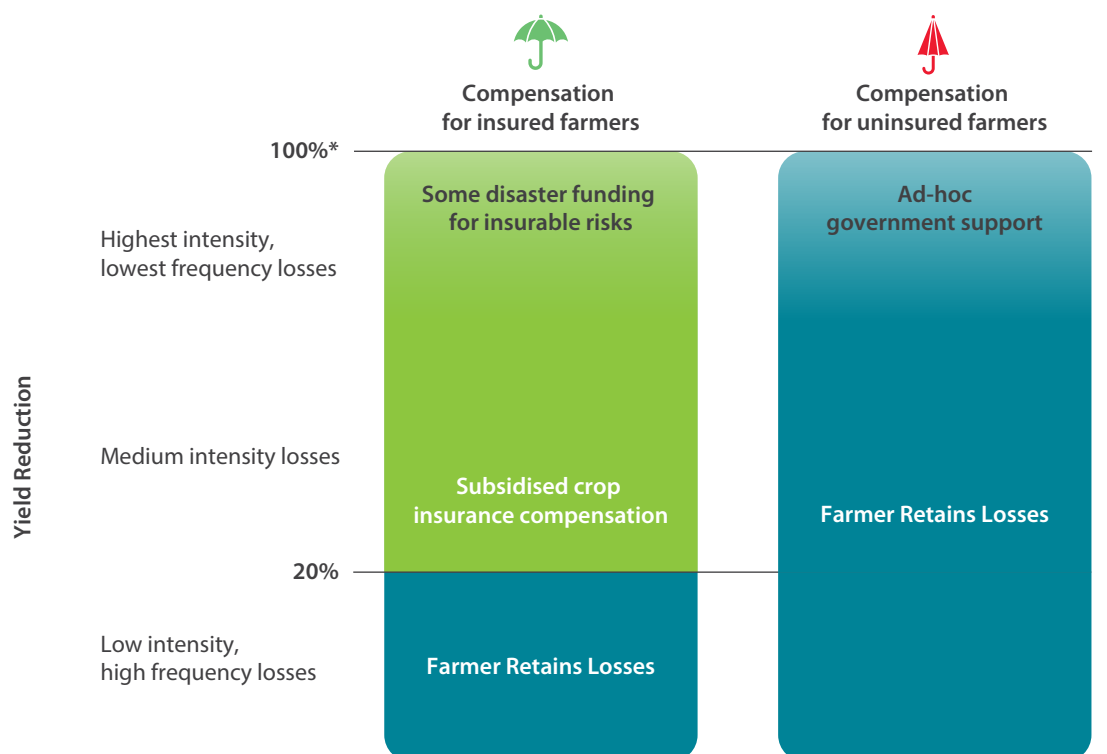 Compensation
for insured farmers
Compensation
for uninsured farmers
100%*
Some disaster funding
for insurable risks
Ad-hoc
government support
Highest intensity,
lowest frequency losses
Yield Reduction
Medium intensity losses
Subsidised crop
insurance compensation
Farmer Retains Losses
20%
Low intensity,
high frequency losses
Farmer Retains Losses